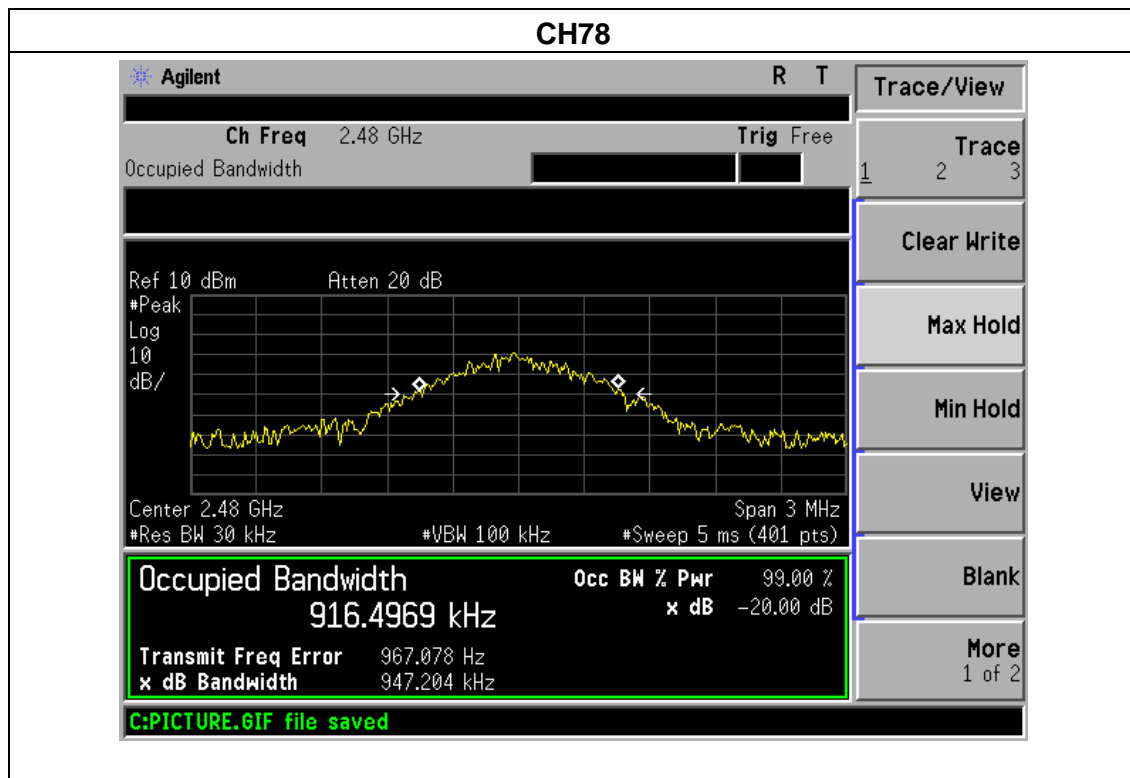 CH78
Agilent R T
Trace/View
Ch Freq 2.48 GHz Trig Free
Occupied Bandwidth
Trace
1 2 3
Clear Write
Max Hold
Min Hold
View
Blank
More
1 of 2
Ref 10 dBm Atten 20 dB
#Peak
Log
10
dB/
Center 2.48 GHz Span 3 MHz
#Res BW 30 kHz #VBW 100 kHz #Sweep 5 ms (401 pts)
Occupied Bandwidth Occ BW % Pwr 99.00 %
916.4969 kHz x dB -20.00 dB
Transmit Freq Error 967.078 Hz
x dB Bandwidth 947.204 kHz
C:PICTURE.GIF file saved